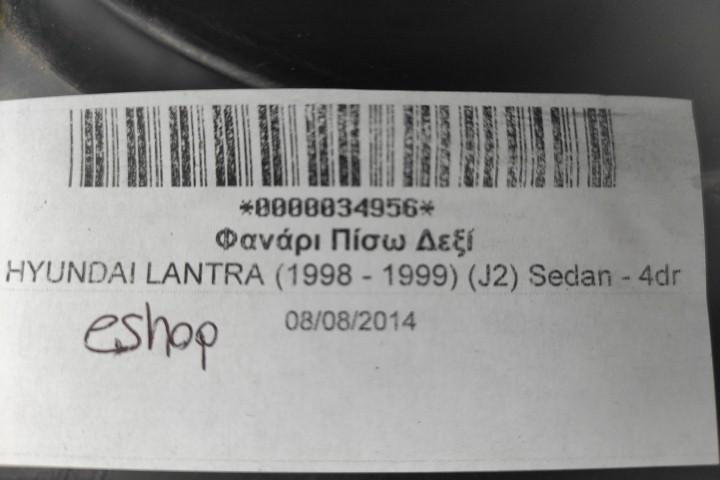 *0000034956*
Φανάρι Πίσω Δεξί
HYUNDAI LANTRA (1998 - 1999) (J2) Sedan - 4dr
eshop 08/08/2014